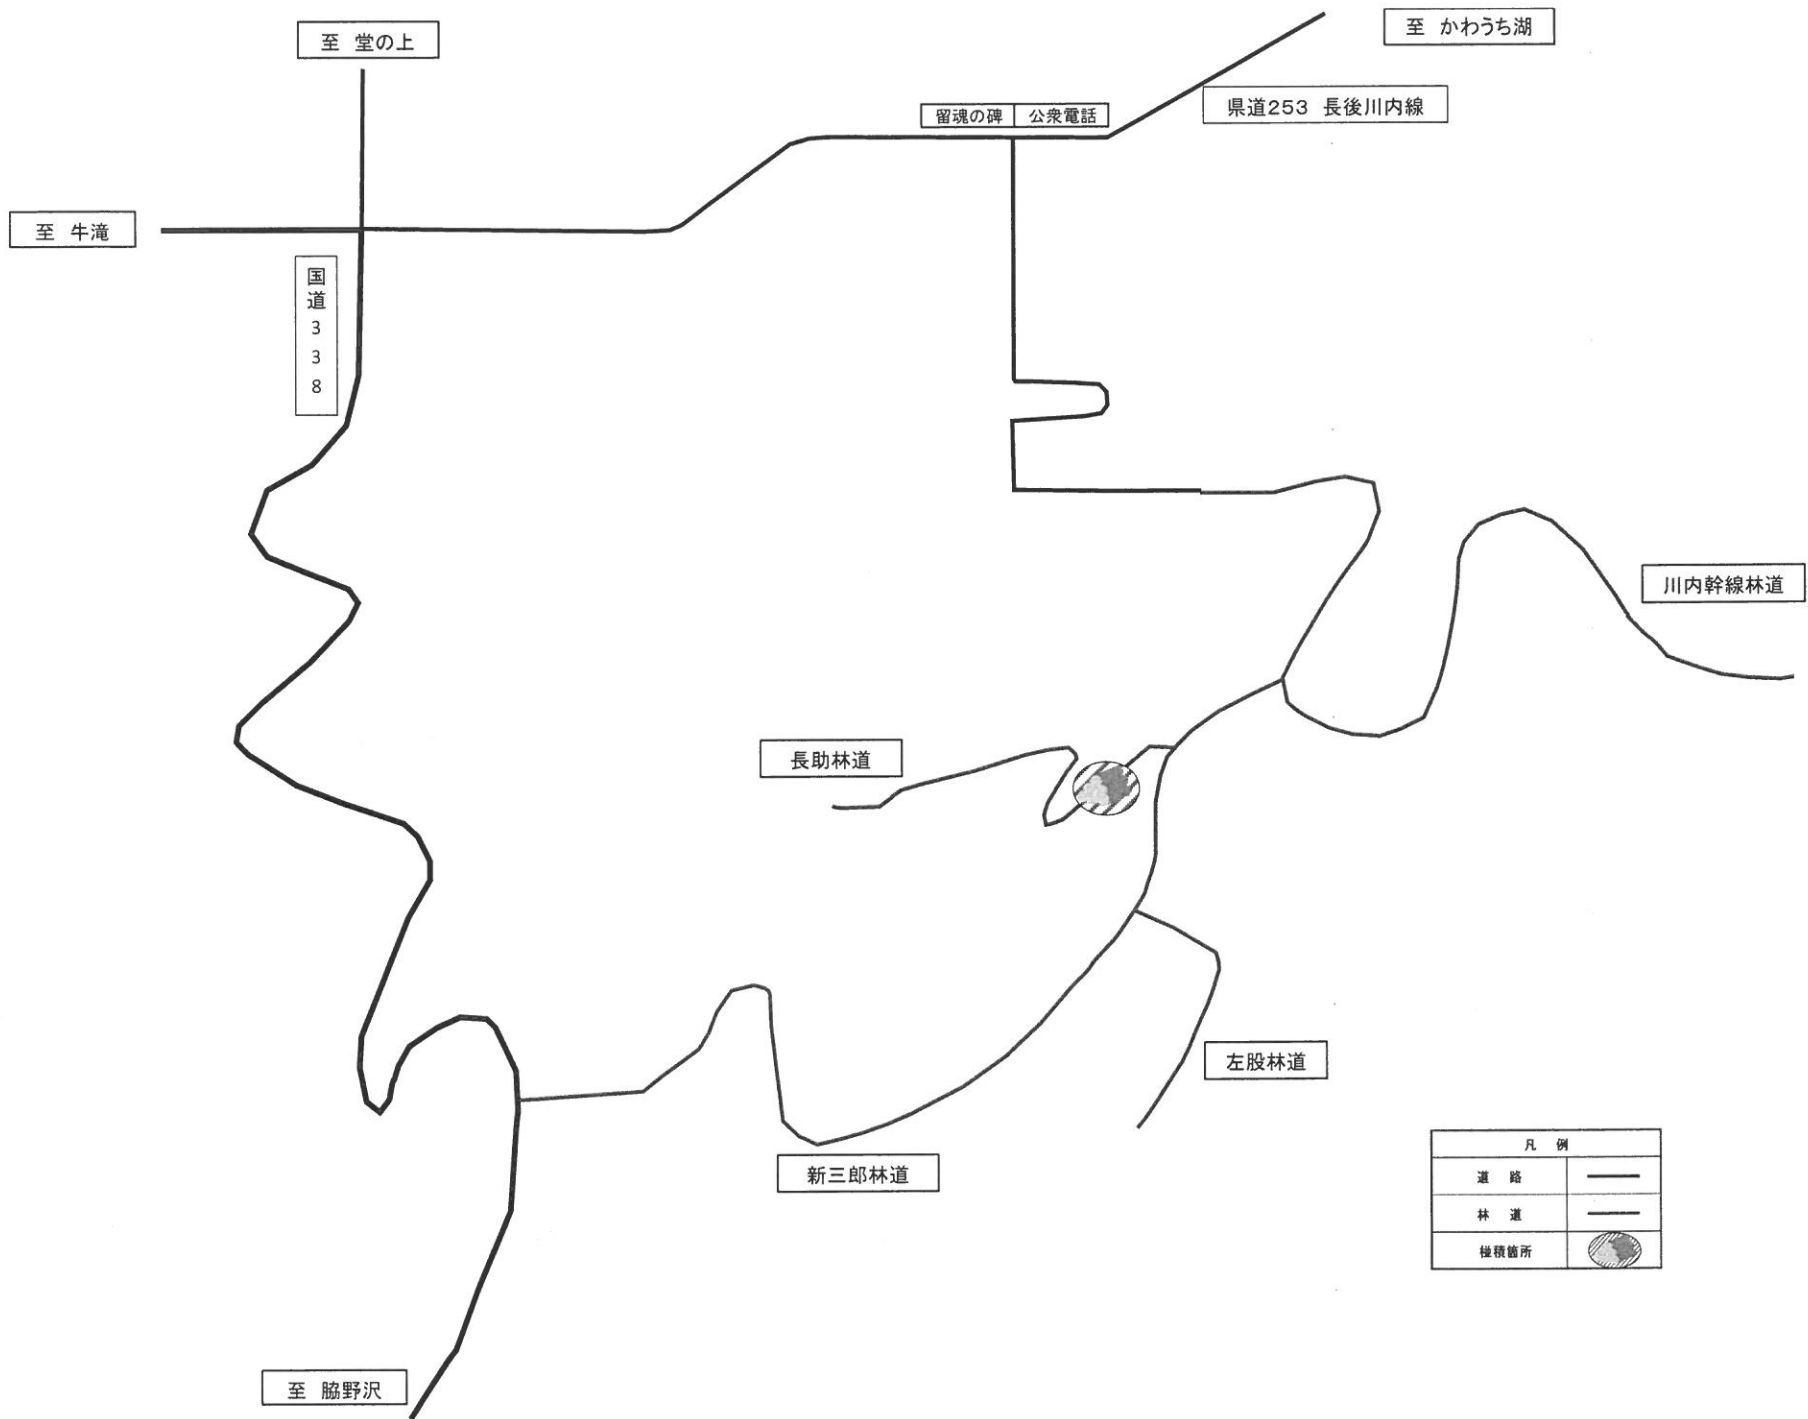 至 堂の上
至 かわうち湖
県道253 長後川内線
留魂の碑
公衆電話
至 牛滝
国道338
川内幹線林道
長助林道
左股林道
新三郎林道
凡 例
道 路
林 道
椪積箇所
至 脇野沢